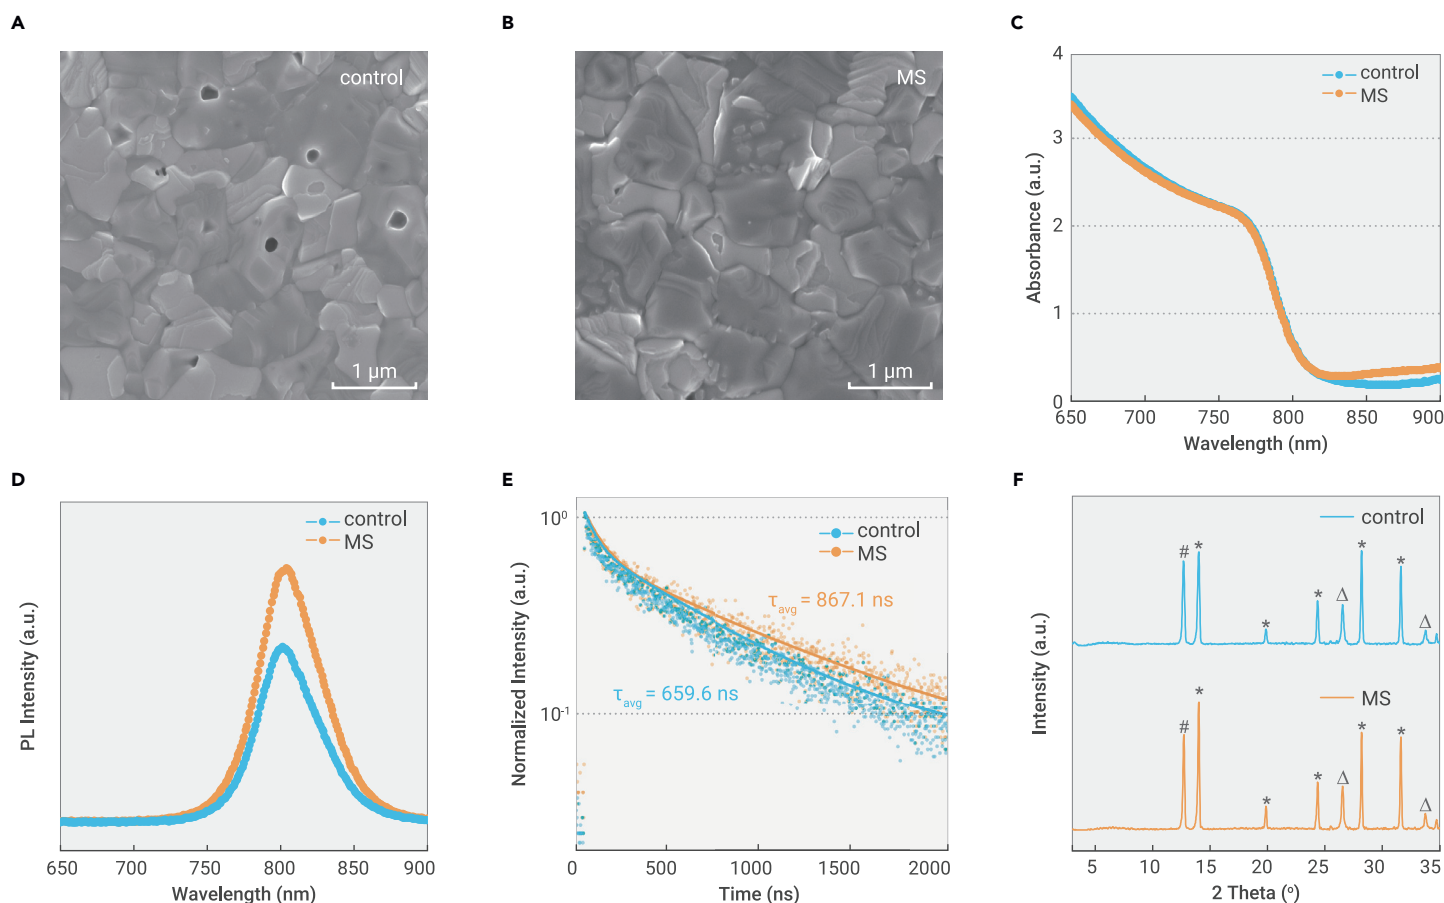 A
control
1 µm
B
MS
1 µm
C
control
MS
Absorbance (a.u.)
4
3
2
1
0
650 700 750 800 850 900
Wavelength (nm)
D
control
MS
PL Intensity (a.u.)
650 700 750 800 850 900
Wavelength (nm)
E
control
MS
τavg = 867.1 ns
τavg = 659.6 ns
Normalized Intensity (a.u.)
10⁰
10⁻¹
0 500 1000 1500 2000
Time (ns)
F
control
# * * * Δ * * Δ
MS
# * * * Δ * * Δ
Intensity (a.u.)
5 10 15 20 25 30 35
2 Theta (º)